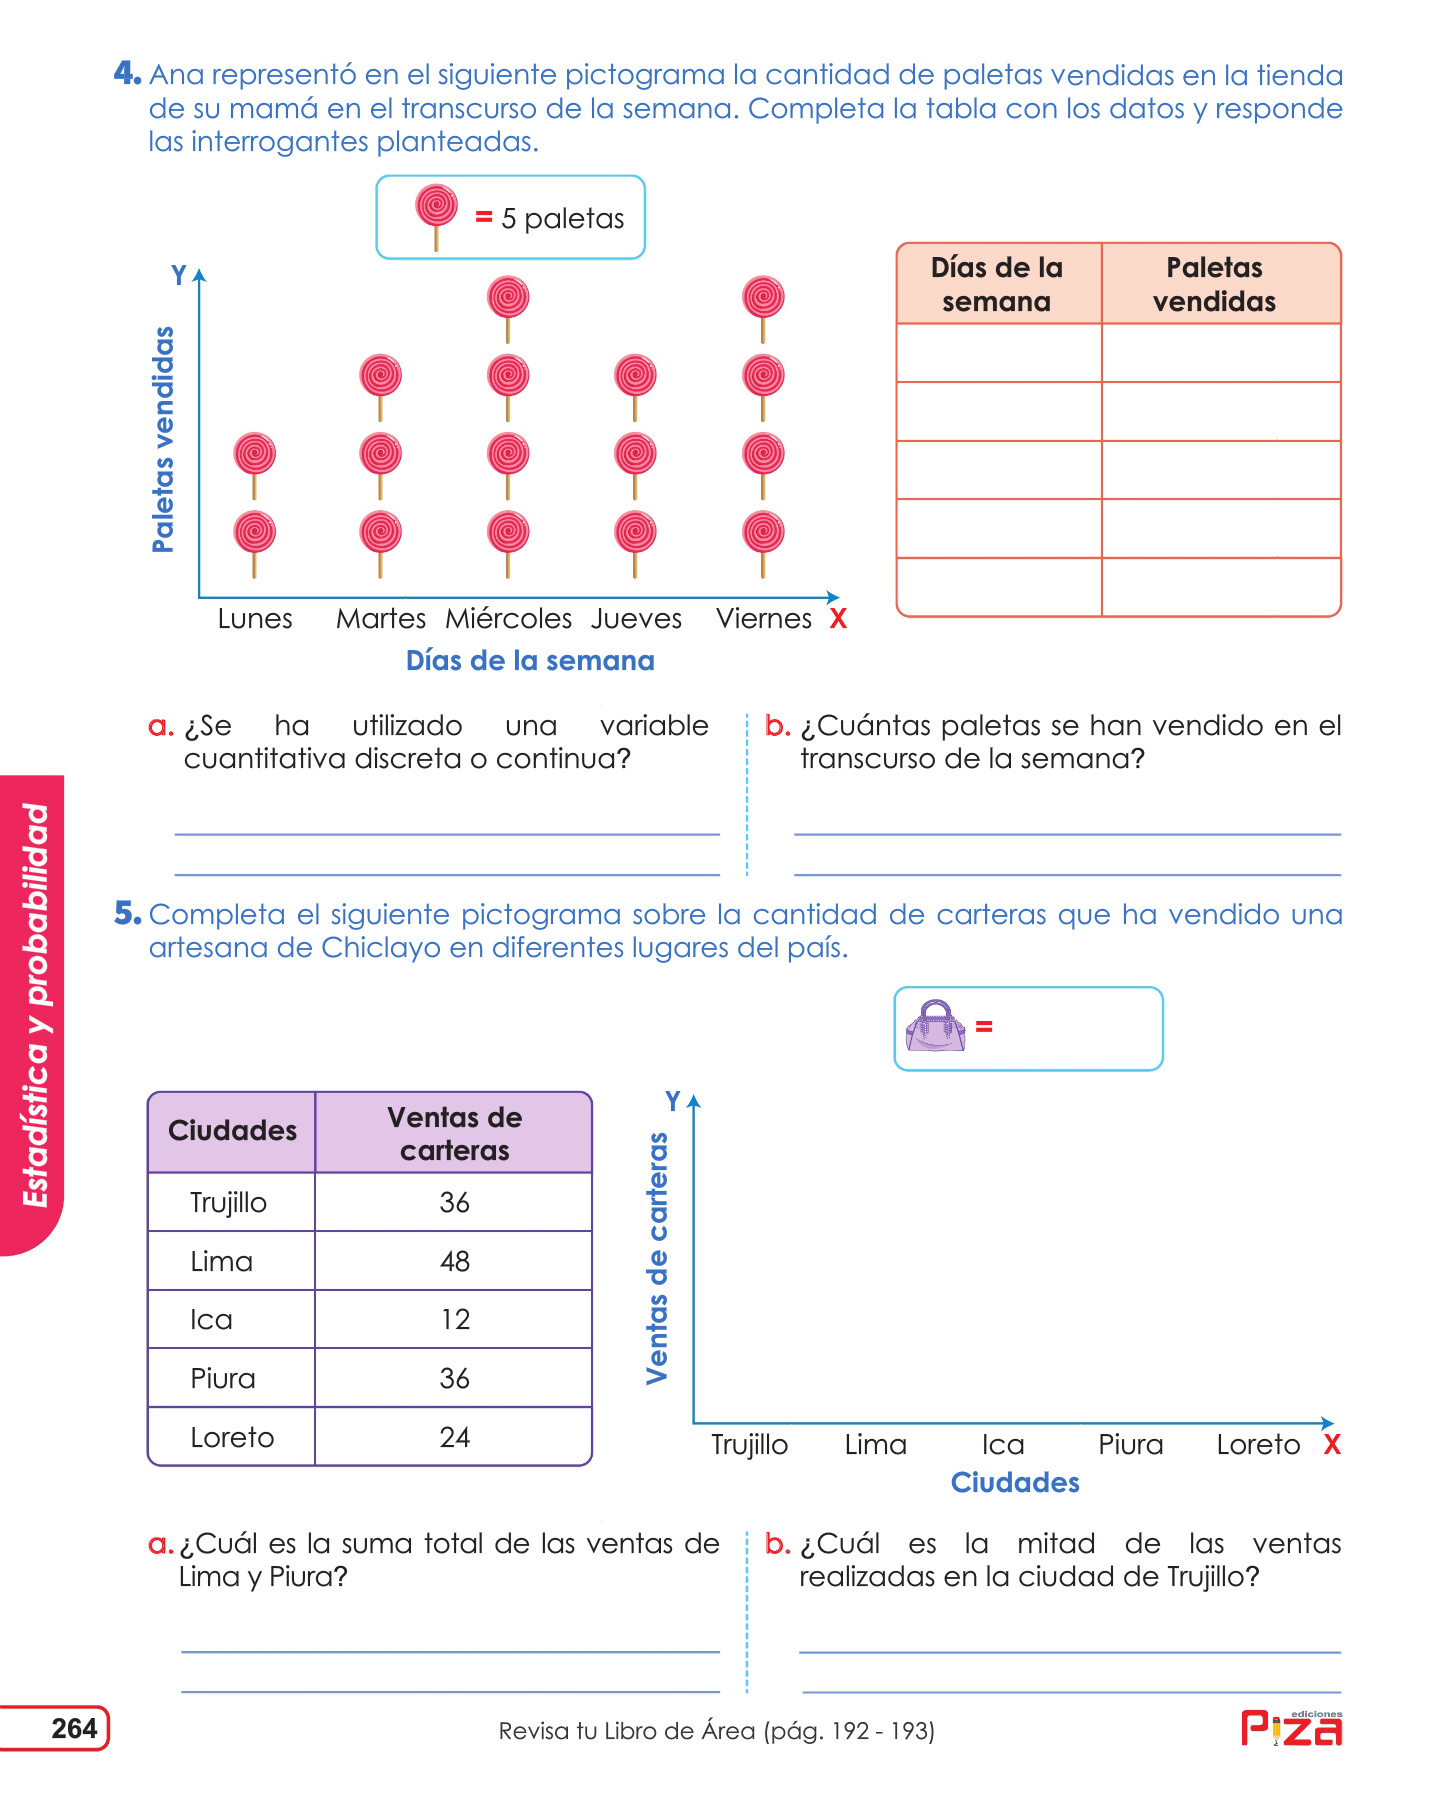 4. Ana representó en el siguiente pictograma la cantidad de paletas vendidas en la tienda
de su mamá en el transcurso de la semana. Completa la tabla con los datos y responde
las interrogantes planteadas.
= 5 paletas
Y
Paletas vendidas
Lunes Martes Miércoles Jueves Viernes X
Días de la semana
Días de la
semana
Paletas
vendidas
a. ¿Se ha utilizado una variable
cuantitativa discreta o continua?
b. ¿Cuántas paletas se han vendido en el
transcurso de la semana?
Estadística y probabilidad
5. Completa el siguiente pictograma sobre la cantidad de carteras que ha vendido una
artesana de Chiclayo en diferentes lugares del país.
=
Ciudades
Ventas de
carteras
Trujillo 36
Lima 48
Ica 12
Piura 36
Loreto 24
Y
Ventas de carteras
Trujillo Lima Ica Piura Loreto X
Ciudades
a. ¿Cuál es la suma total de las ventas de
Lima y Piura?
b. ¿Cuál es la mitad de las ventas
realizadas en la ciudad de Trujillo?
264
Revisa tu Libro de Área (pág. 192 - 193)
ediciones
Piza